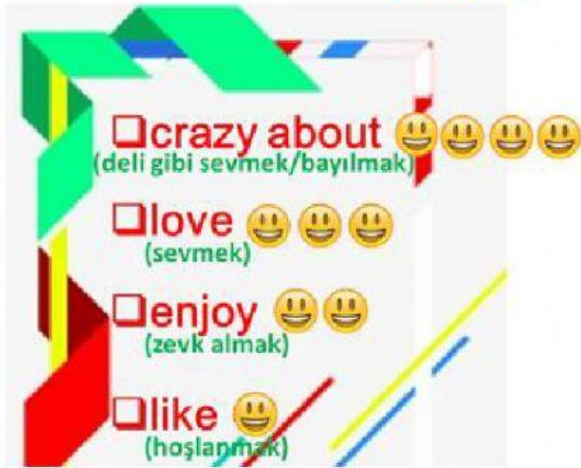 ❑crazy about 😃😃😃😃
(deli gibi sevmek/bayılmak)
❑love 😃😃😃
(sevmek)
❑enjoy 😃😃
(zevk almak)
❑like 😃
(hoşlanmak)